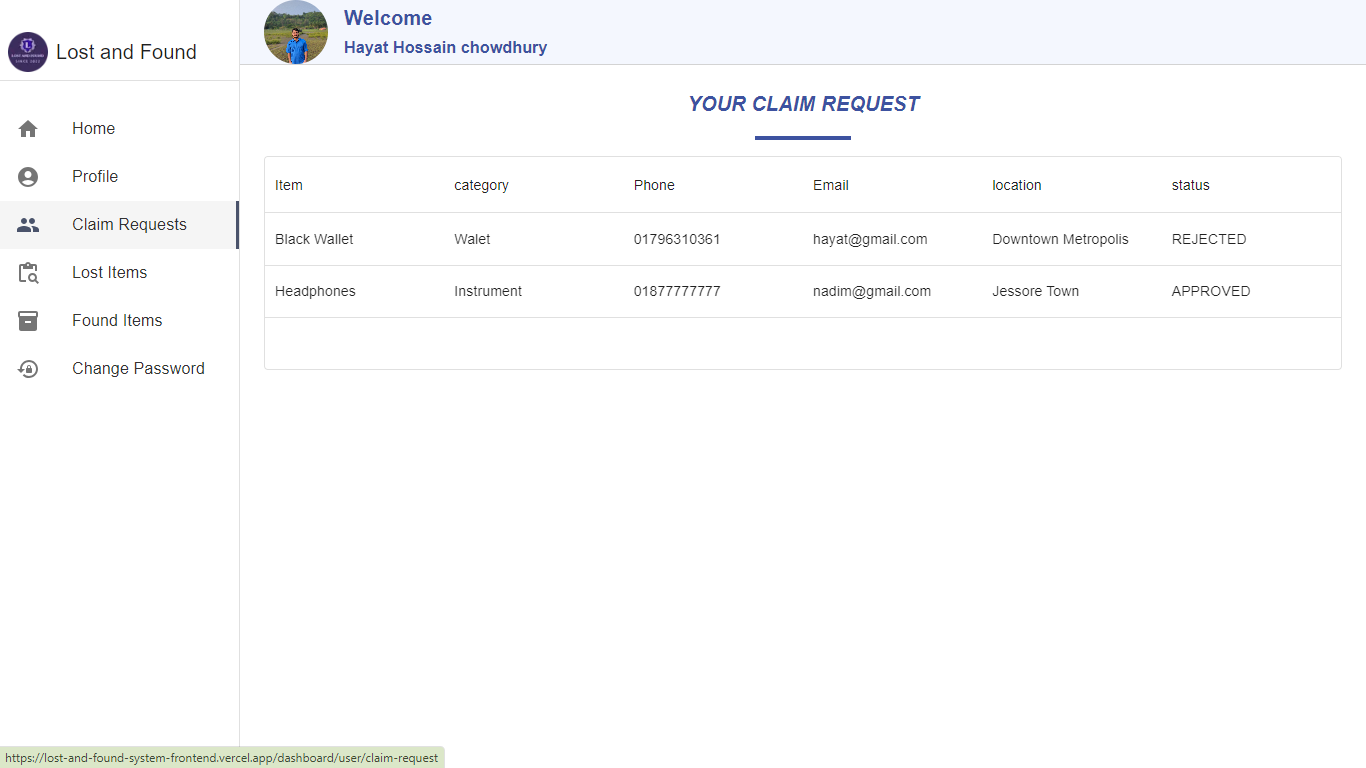 Lost and Found
Welcome
Hayat Hossain chowdhury
Home
Profile
Claim Requests
Lost Items
Found Items
Change Password
YOUR CLAIM REQUEST
Item category Phone Email location status
Black Wallet Walet 01796310361 hayat@gmail.com Downtown Metropolis REJECTED
Headphones Instrument 01877777777 nadim@gmail.com Jessore Town APPROVED
https://lost-and-found-system-frontend.vercel.app/dashboard/user/claim-request